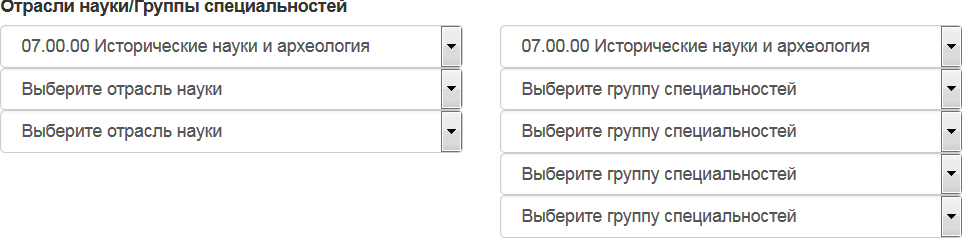 Отрасли науки/Группы специальностей
07.00.00 Исторические науки и археология
Выберите отрасль науки
Выберите отрасль науки
07.00.00 Исторические науки и археология
Выберите группу специальностей
Выберите группу специальностей
Выберите группу специальностей
Выберите группу специальностей